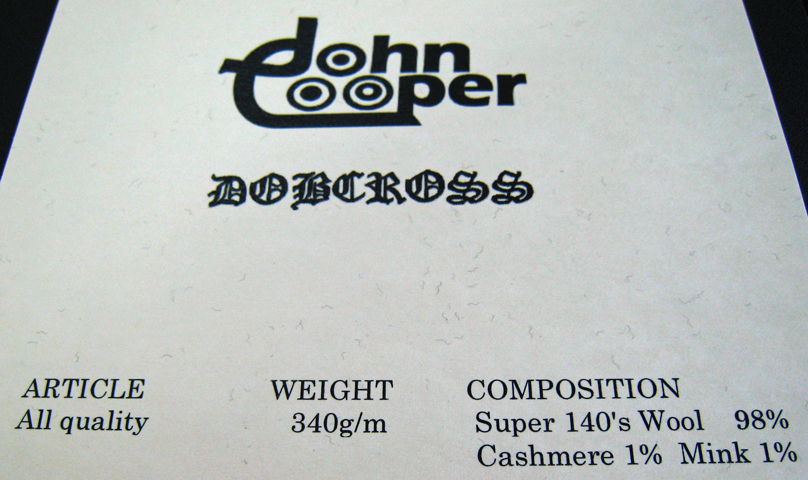 John
Cooper
DOBCROSS
ARTICLE WEIGHT COMPOSITION
All quality 340g/m Super 140's Wool 98%
Cashmere 1% Mink 1%